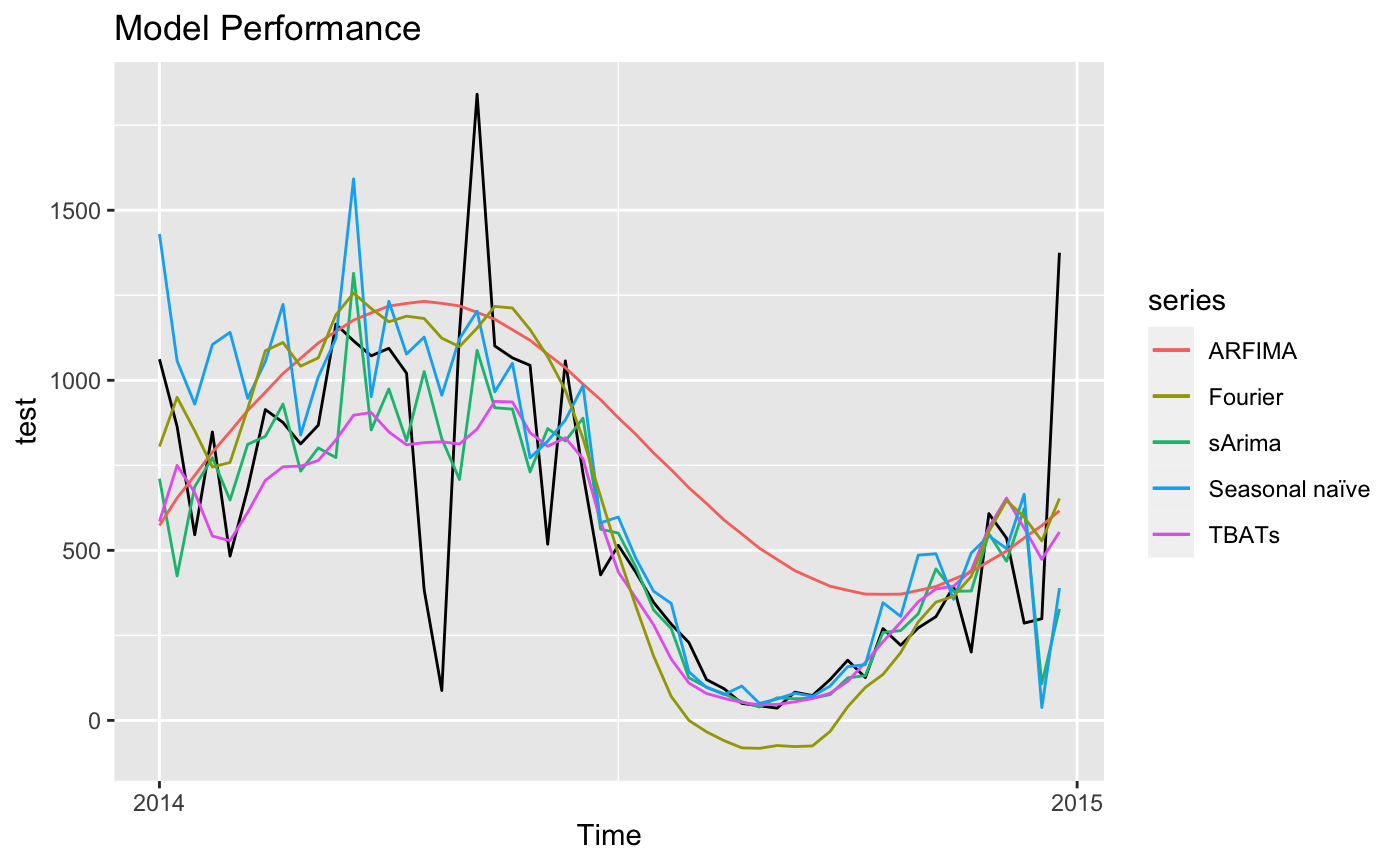 Model Performance
1500
1000
500
0
test
2014
2015
Time
series
ARFIMA
Fourier
sArima
Seasonal naïve
TBATs